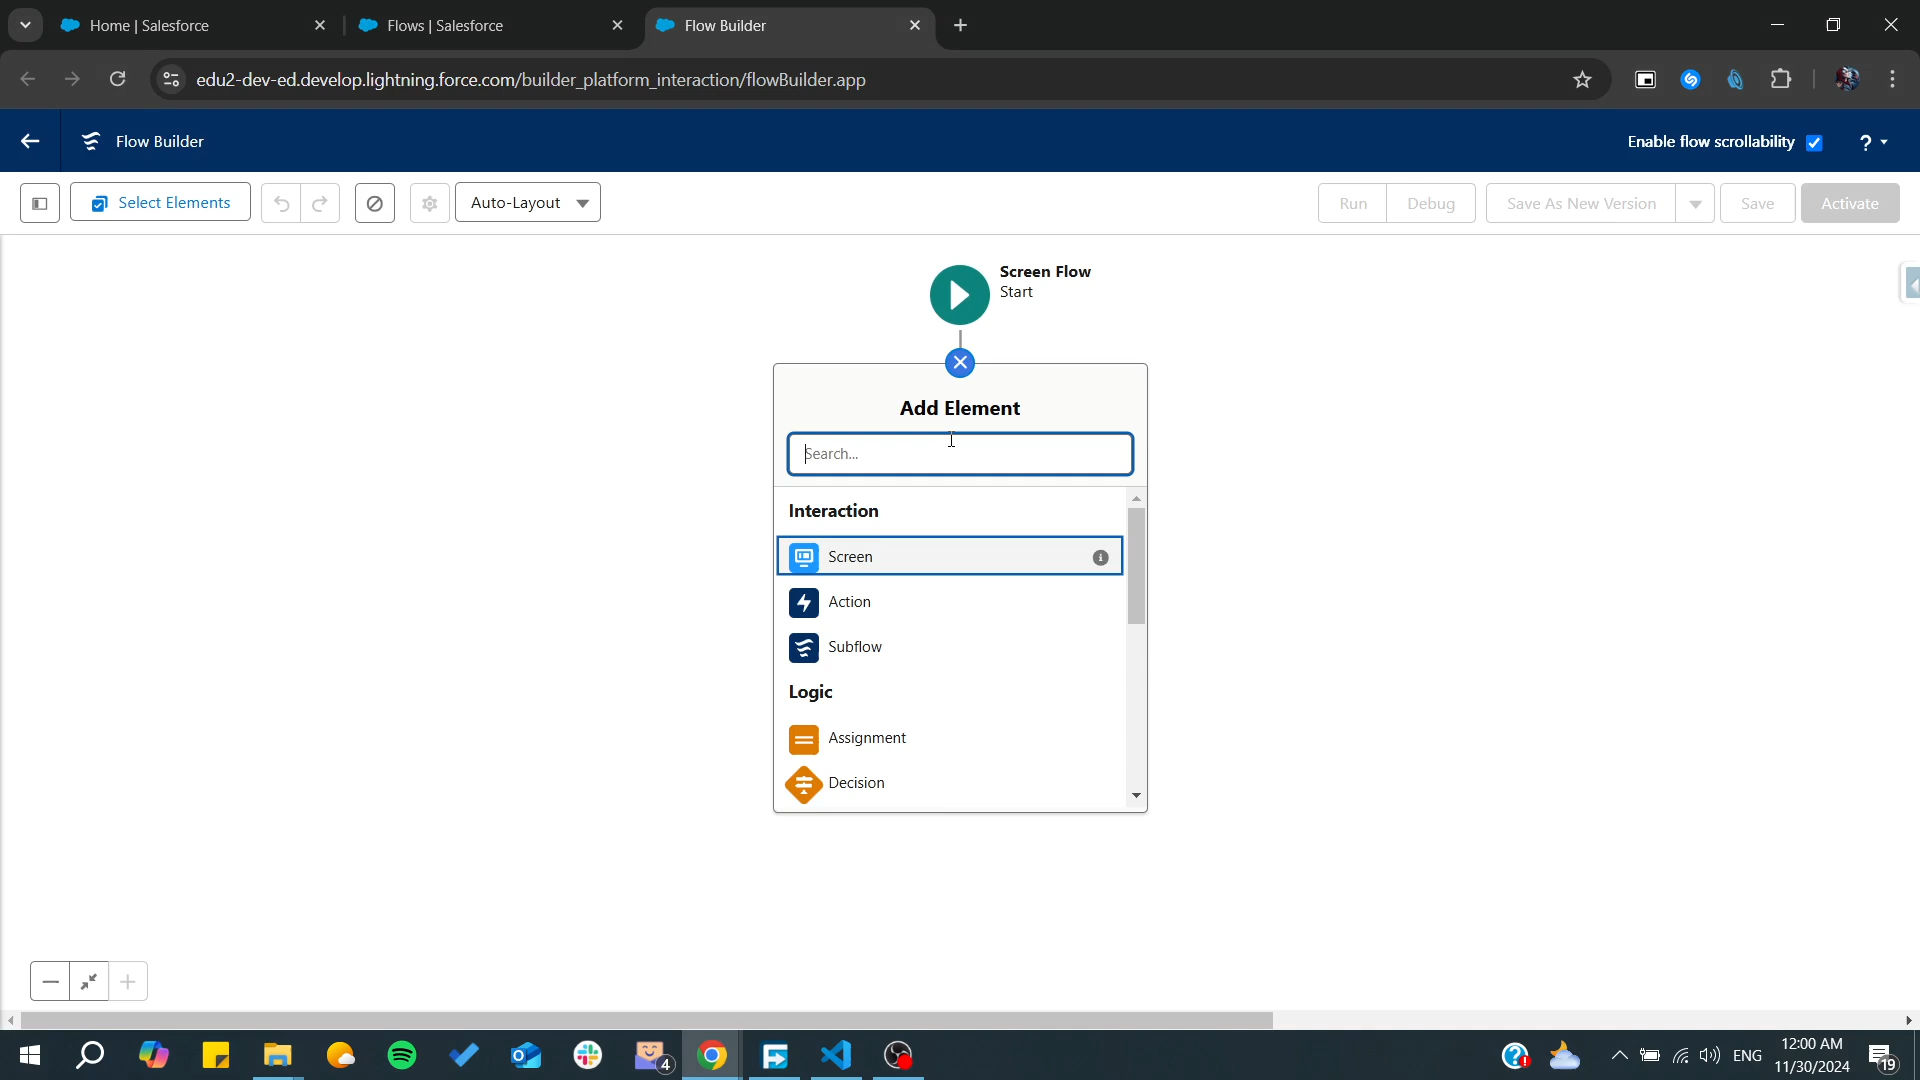 Home | Salesforce
Flows | Salesforce
Flow Builder
edu2-dev-ed.develop.lightning.force.com/builder_platform_interaction/flowBuilder.app
Flow Builder
Enable flow scrollability
?
Select Elements
Auto-Layout
Run
Debug
Save As New Version
Save
Activate
Screen Flow
Start
Add Element
Search...
Interaction
Screen
Action
Subflow
Logic
Assignment
Decision
4
ENG
12:00 AM
11/30/2024
19